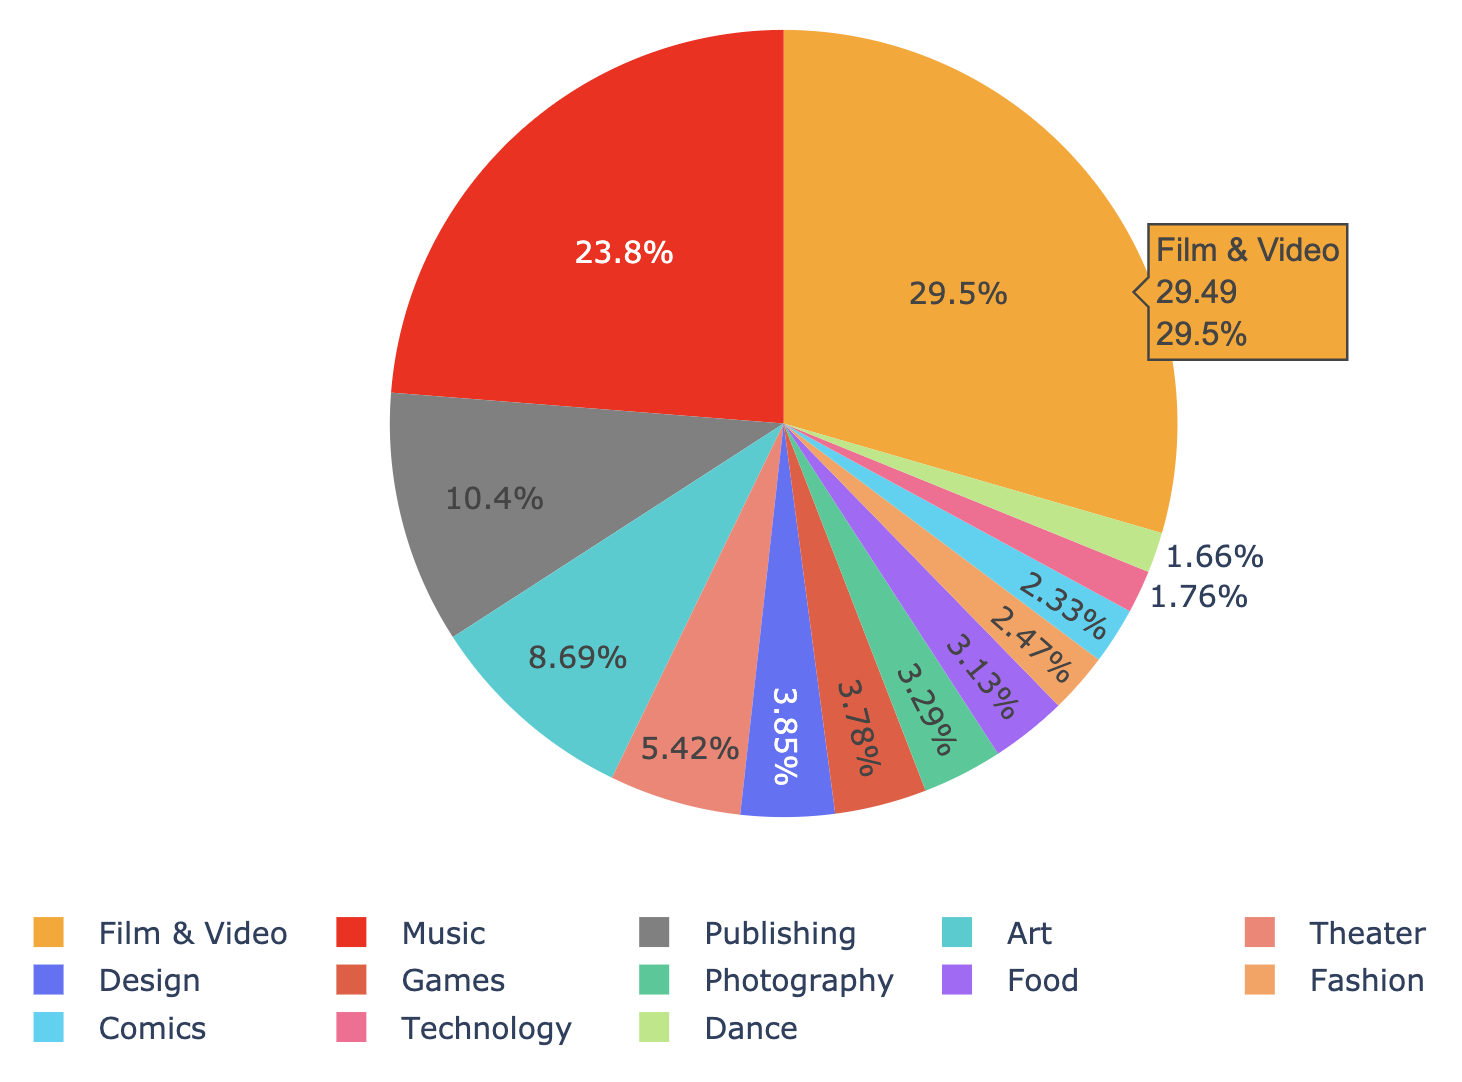 23.8%
29.5%
Film & Video
29.49
29.5%
10.4%
8.69%
5.42%
3.85%
3.78%
3.29%
3.13%
2.47%
2.33%
1.76%
1.66%
Film & Video
Music
Publishing
Art
Theater
Design
Games
Photography
Food
Fashion
Comics
Technology
Dance